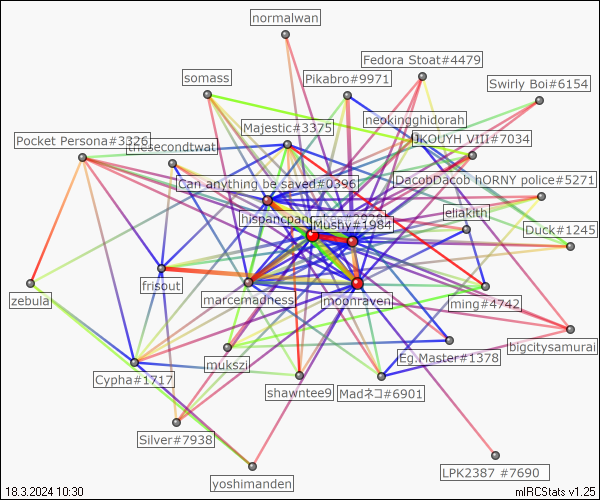 normalwan
Fedora Stoat#4479
somass
Pikabro#9971
Swirly Boi#6154
neokingghidorah
Majestic#3375
JKOUYH VIII#7034
Pocket Persona#3326
thesecondtwat
Can anything be saved#0396
DacobDacob hORNY police#5271
eliakith
Mushy#1984
Duck#1245
frisout
zebula
marcemadness
moonraven
ming#4742
bigcitysamurai
Eg.Master#1378
mukszi
Cypha#1717
shawntee9
Madネコ#6901
Silver#7938
LPK2387 #7690
yoshimanden
18.3.2024 10:30
mIRCStats v1.25